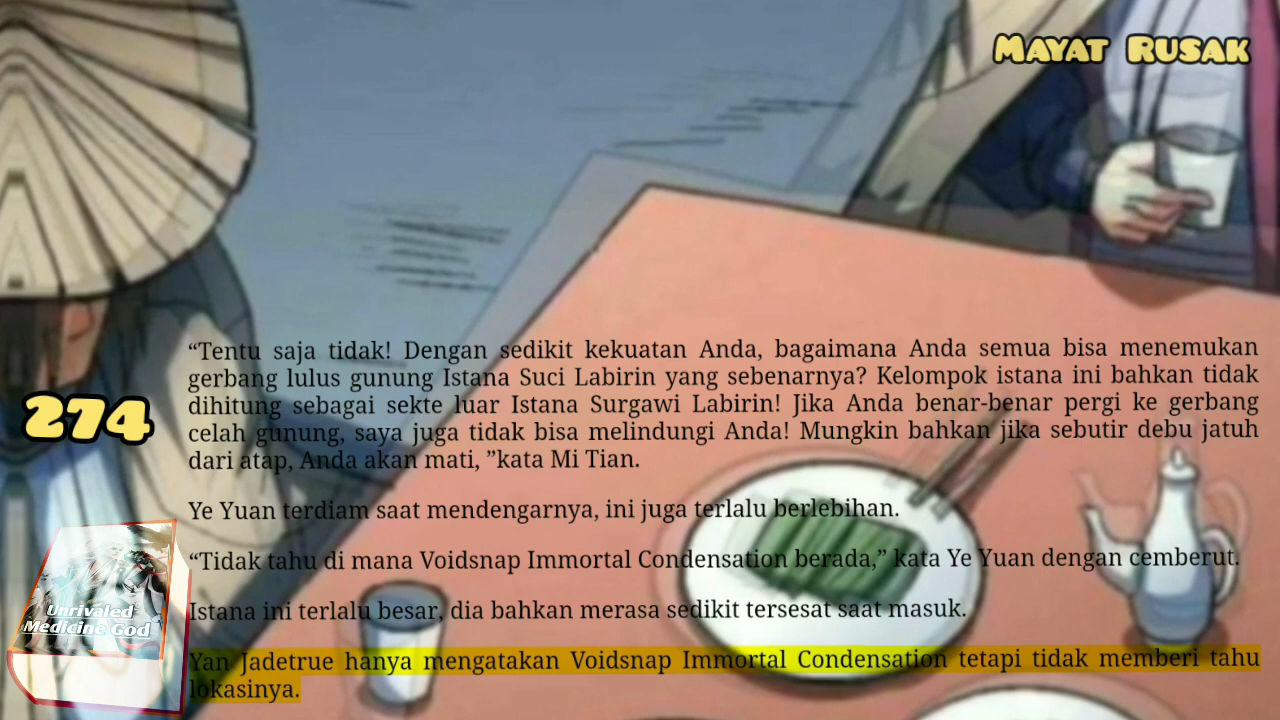 Mayat Rusak
“Tentu saja tidak! Dengan sedikit kekuatan Anda, bagaimana Anda semua bisa menemukan
gerbang lulus gunung Istana Suci Labirin yang sebenarnya? Kelompok istana ini bahkan tidak
dihitung sebagai sekte luar Istana Surgawi Labirin! Jika Anda benar-benar pergi ke gerbang
celah gunung, saya juga tidak bisa melindungi Anda! Mungkin bahkan jika sebutir debu jatuh
dari atap, Anda akan mati, ”kata Mi Tian.
274
Ye Yuan terdiam saat mendengarnya, ini juga terlalu berlebihan.
“Tidak tahu di mana Voidsnap Immortal Condensation berada,” kata Ye Yuan dengan cemberut.
Istana ini terlalu besar, dia bahkan merasa sedikit tersesat saat masuk.
Unrivaled
Medicine God
Yan Jadetrue hanya mengatakan Voidsnap Immortal Condensation tetapi tidak memberi tahu
lokasinya.